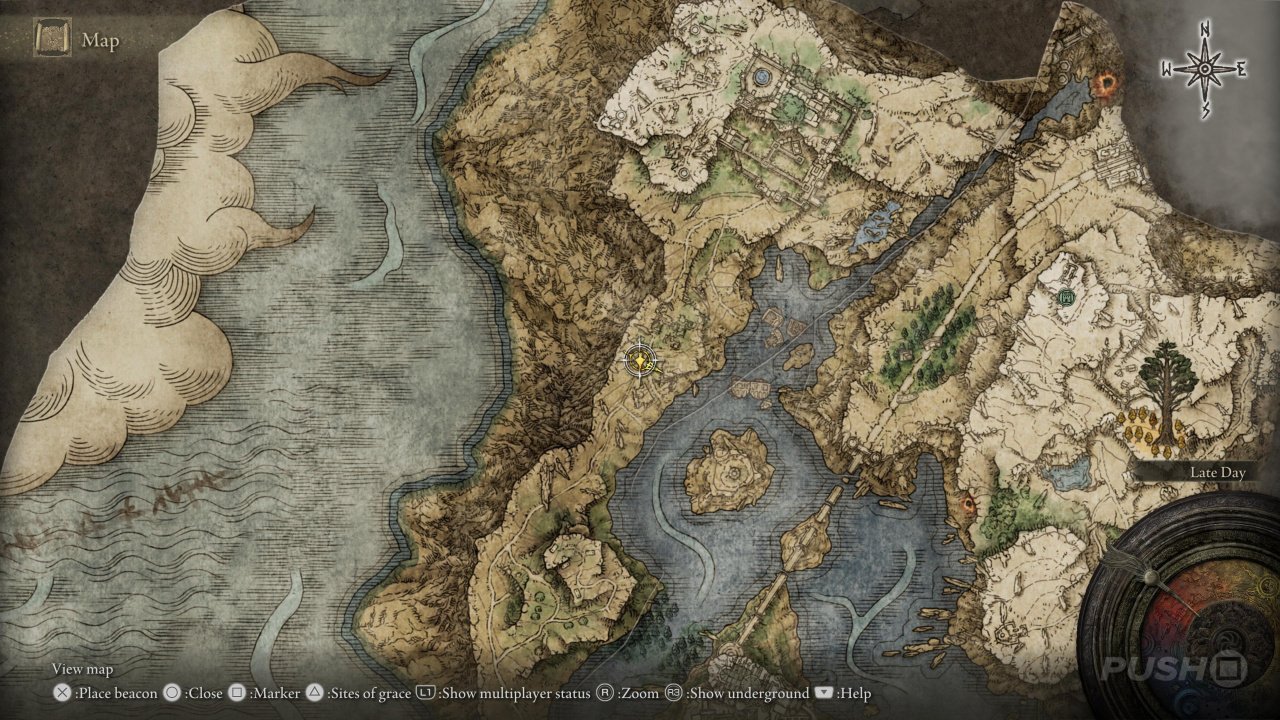 Map
N
W E
S
Late Day
PUSH
View map
:Place beacon :Close :Marker :Sites of grace L1 :Show multiplayer status R :Zoom R3 :Show underground :Help